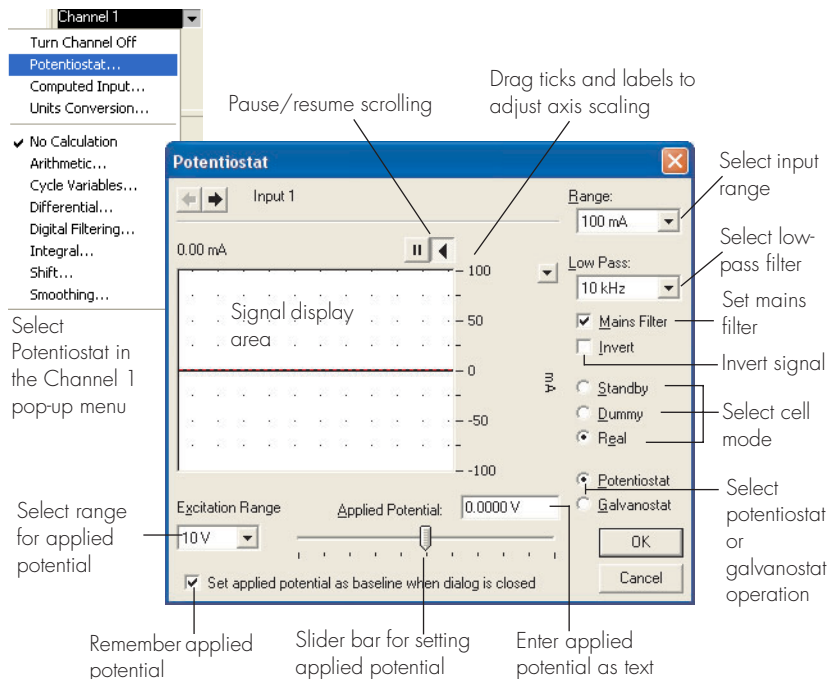 Channel 1
Turn Channel Off
Potentiostat...
Computed Input...
Units Conversion...
No Calculation
Arithmetic...
Cycle Variables...
Differential...
Digital Filtering...
Integral...
Shift...
Smoothing...
Select
Potentiostat in
the Channel 1
pop-up menu
Pause/resume scrolling
Drag ticks and labels to
adjust axis scaling
Potentiostat
Input 1
0.00 mA
100
50
0
-50
-100
mA
Signal display
area
Range:
100 mA
Low Pass:
10 kHz
Mains Filter
Invert
Standby
Dummy
Real
Potentiostat
Galvanostat
OK
Cancel
Excitation Range
10 V
Applied Potential:
0.0000 V
Set applied potential as baseline when dialog is closed
Select input
range
Select low-
pass filter
Set mains
filter
Invert signal
Select cell
mode
Select
potentiostat
or
galvanostat
operation
Select range
for applied
potential
Remember applied
potential
Slider bar for setting
applied potential
Enter applied
potential as text